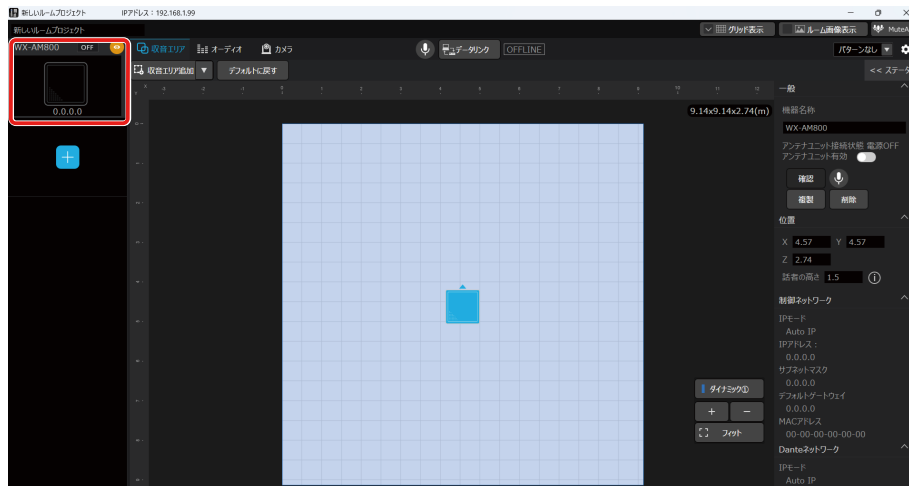 新しいルームプロジェクト IPアドレス：192.168.1.99
新しいルームプロジェクト
グリッド表示 ルーム画像表示 MuteA
WX-AM800 OFF
収音エリア オーディオ カメラ データリンク OFFLINE パターンなし
収音エリア追加 デフォルトに戻す << ステータ
0.0.0.0
9.14x9.14x2.74(m)
一般
機器名称
WX-AM800
アンテナユニット接続状態 電源OFF
アンテナユニット有効
確認
複製 削除
位置
X 4.57 Y 4.57
Z 2.74
話者の高さ 1.5
制御ネットワーク
IPモード
Auto IP
IPアドレス：
0.0.0.0
サブネットマスク
0.0.0.0
デフォルトゲートウェイ
0.0.0.0
MACアドレス
00-00-00-00-00-00
Danteネットワーク
IPモード
Auto IP
ダイナミック①
+ −
フィット